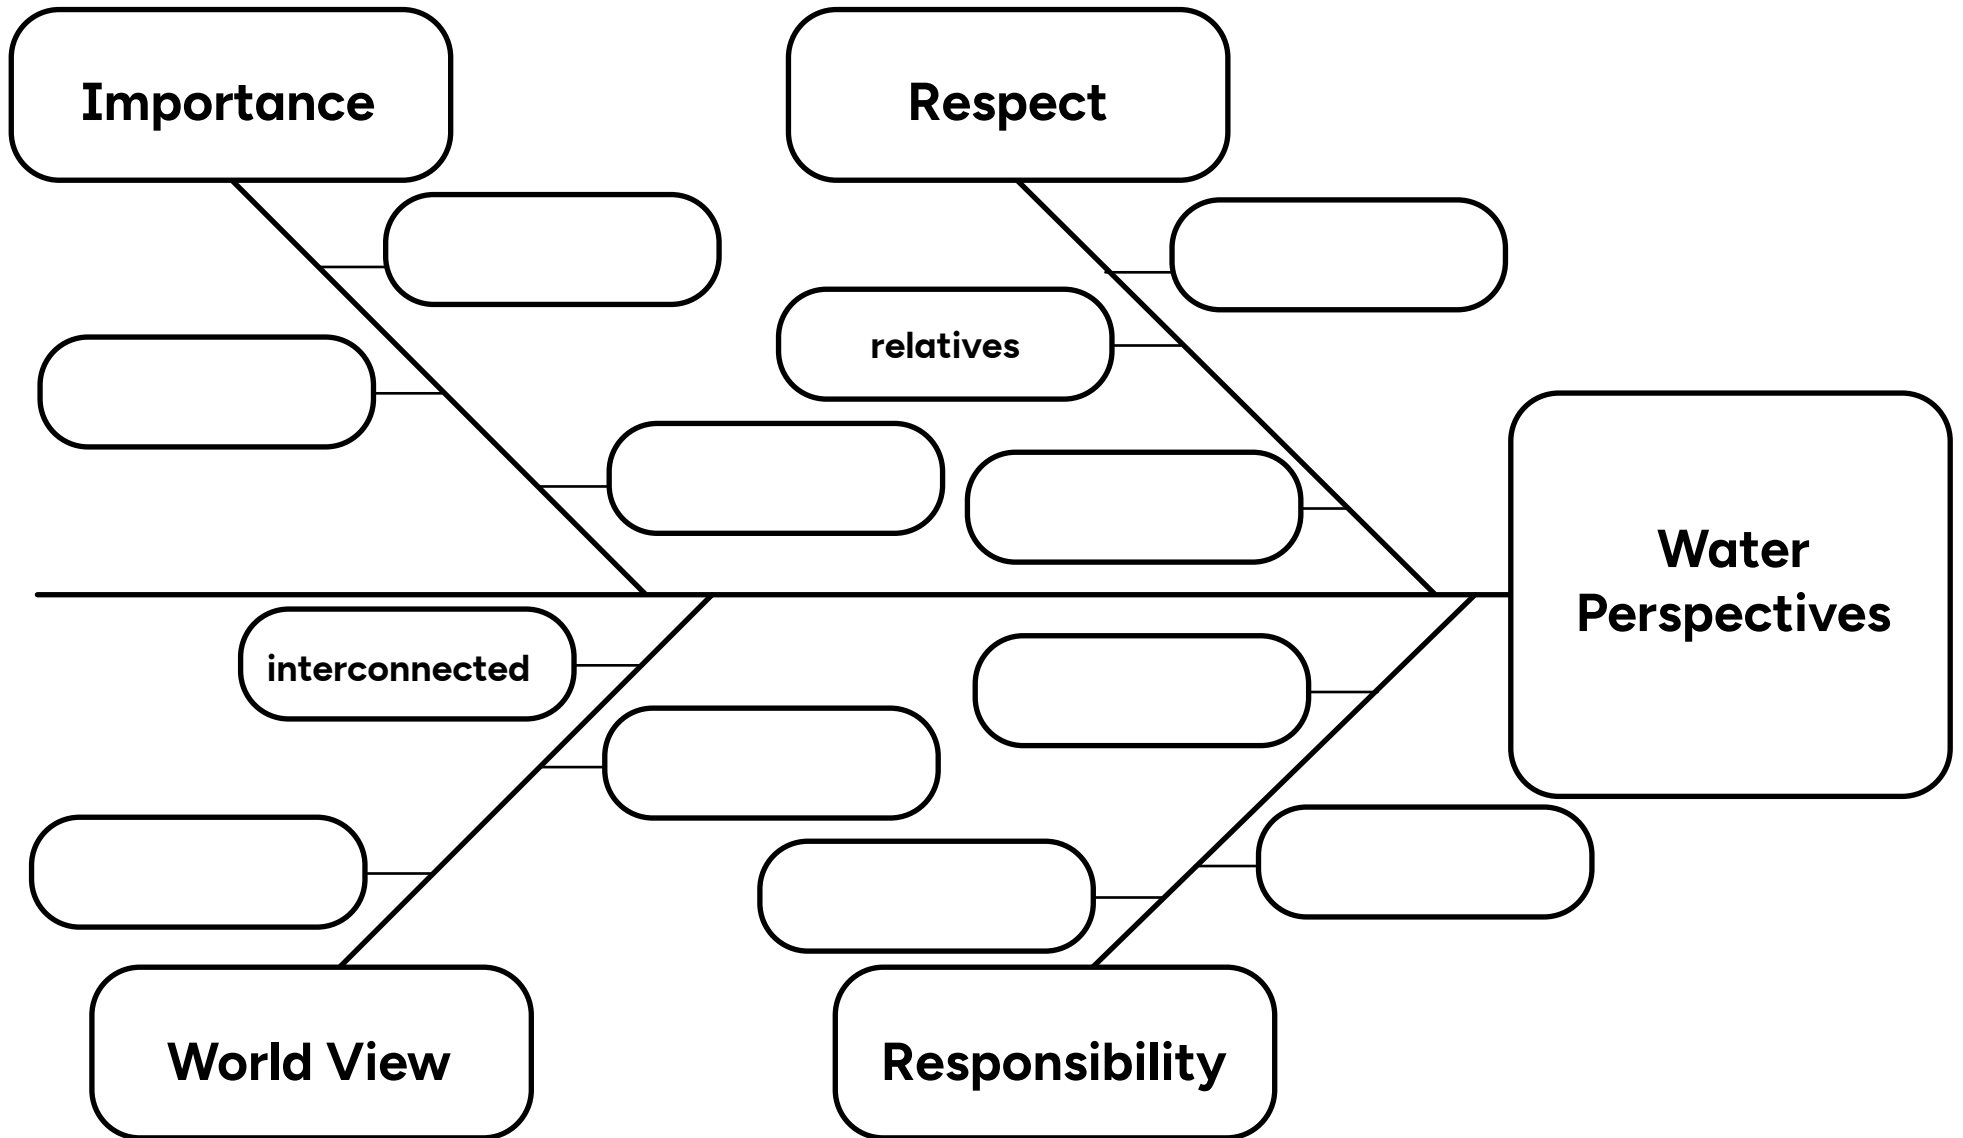 Importance
Respect
relatives
Water
Perspectives
interconnected
World View
Responsibility